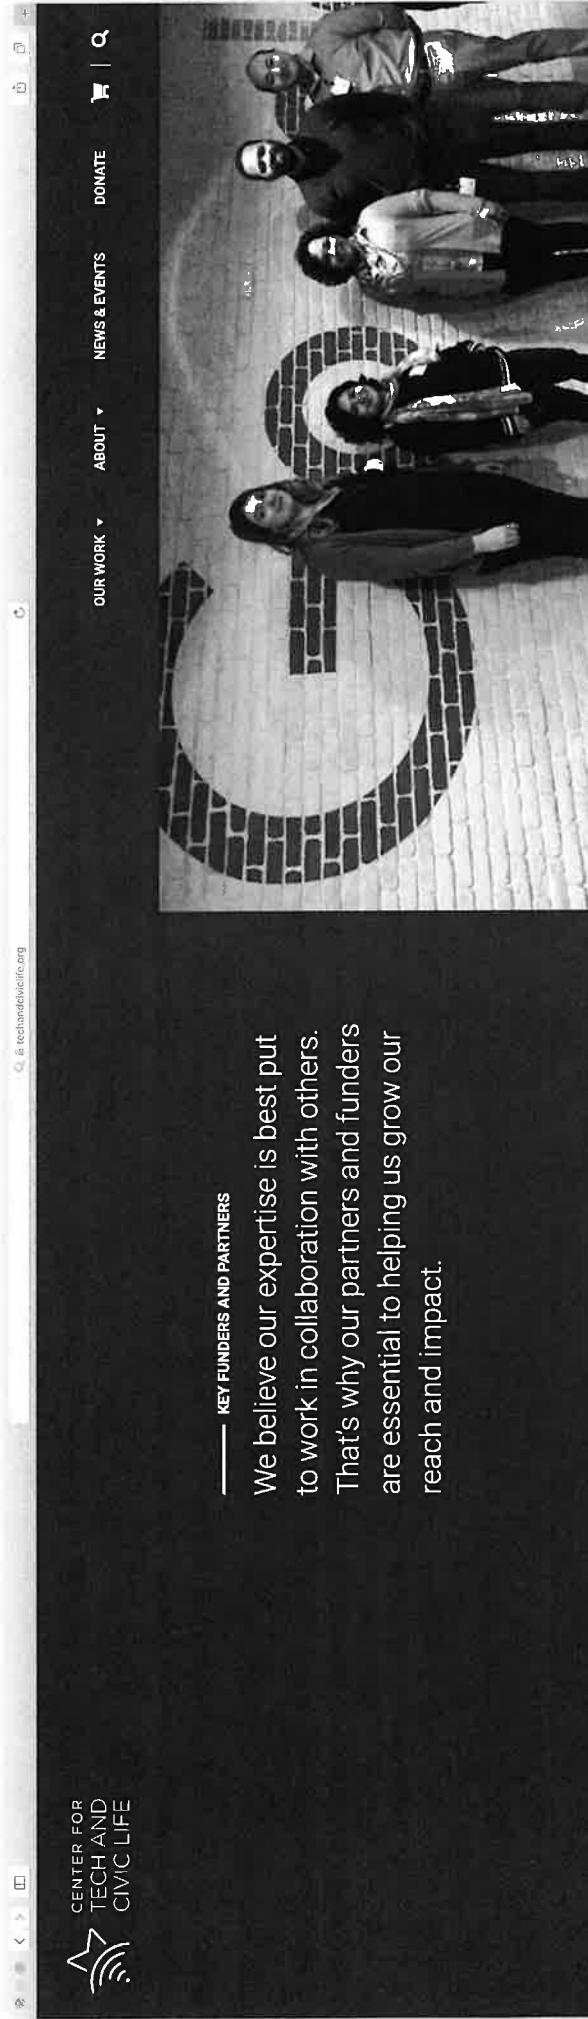 techandciviclife.org
CENTER FOR
TECH AND
CIVIC LIFE
OUR WORK
ABOUT
NEWS & EVENTS
DONATE
KEY FUNDERS AND PARTNERS
We believe our expertise is best put
to work in collaboration with others.
That's why our partners and funders
are essential to helping us grow our
reach and impact.